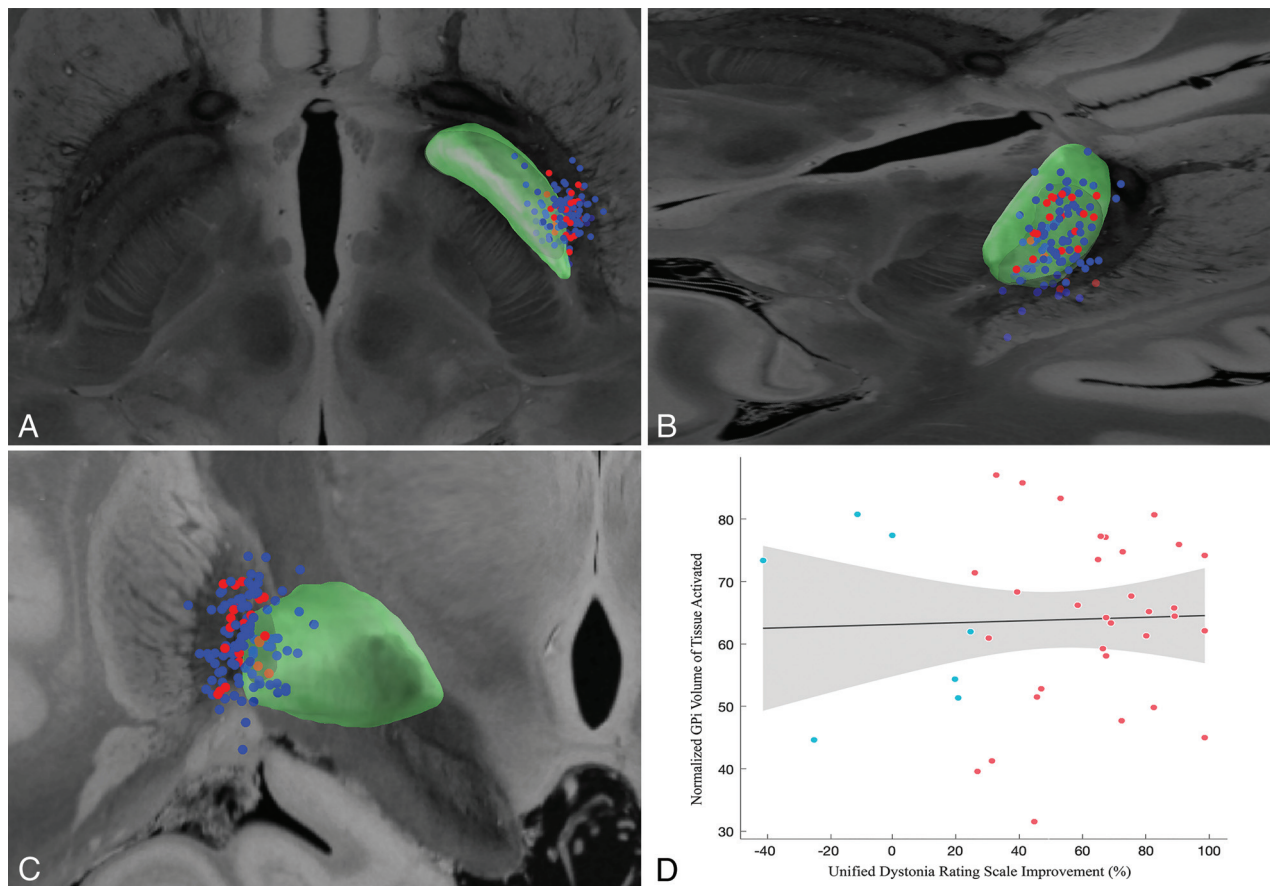 A
B
C
D
Normalized GPi Volume of Tissue Activated
80
70
60
50
40
30
-40
-20
0
20
40
60
80
100
Unified Dystonia Rating Scale Improvement (%)